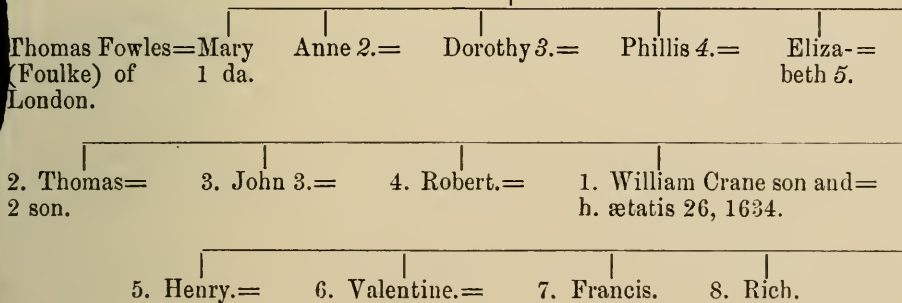 Thomas Fowles=Mary Anne 2.= Dorothy 3.= Phillis 4.= Eliza-=
(Foulke) of 1 da. beth 5.
London.
2. Thomas= 3. John 3.= 4. Robert.= 1. William Crane son and=
2 son. h. ætatis 26, 1634.
5. Henry.= 6. Valentine.= 7. Francis. 8. Rich.